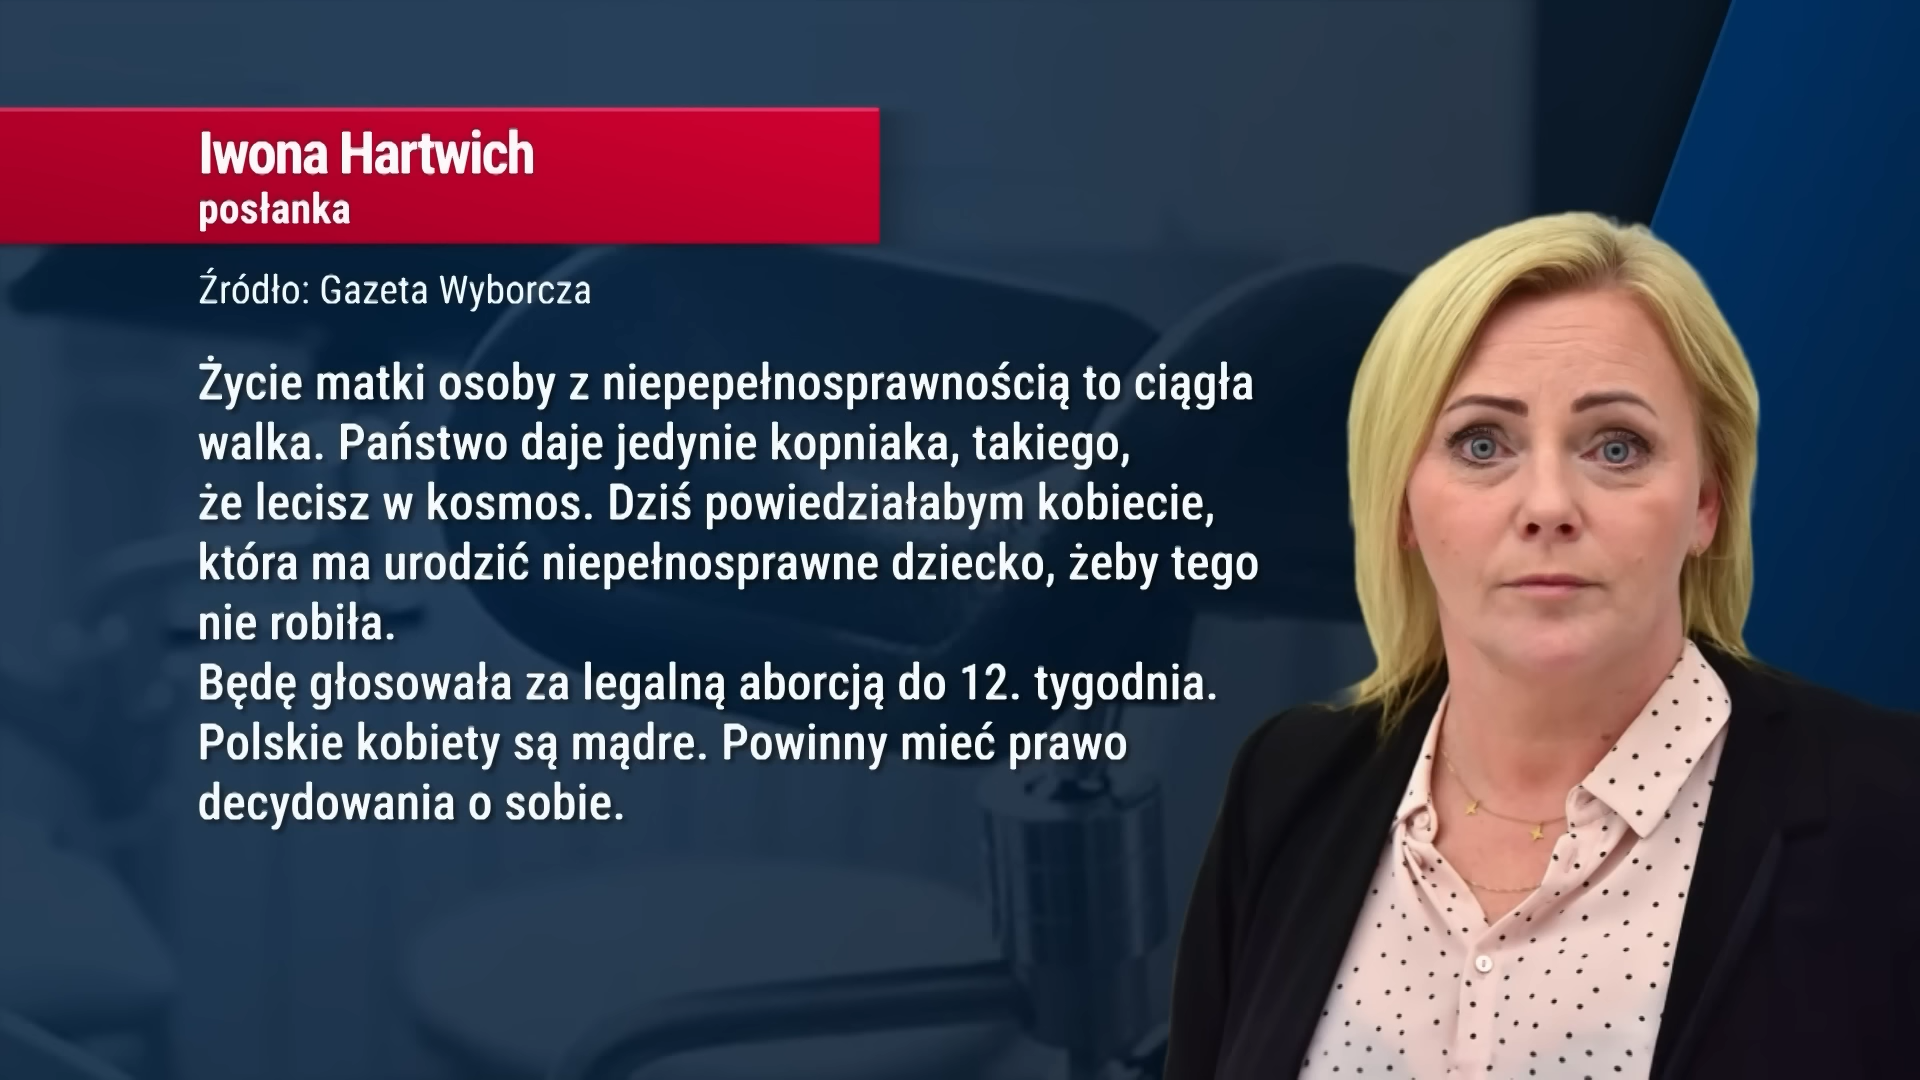 Iwona Hartwich
posłanka
Źródło: Gazeta Wyborcza
Życie matki osoby z niepepełnosprawnością to ciągła
walka. Państwo daje jedynie kopniaka, takiego,
że lecisz w kosmos. Dziś powiedziałabym kobiecie,
która ma urodzić niepełnosprawne dziecko, żeby tego
nie robiła.
Będę głosowała za legalną aborcją do 12. tygodnia.
Polskie kobiety są mądre. Powinny mieć prawo
decydowania o sobie.